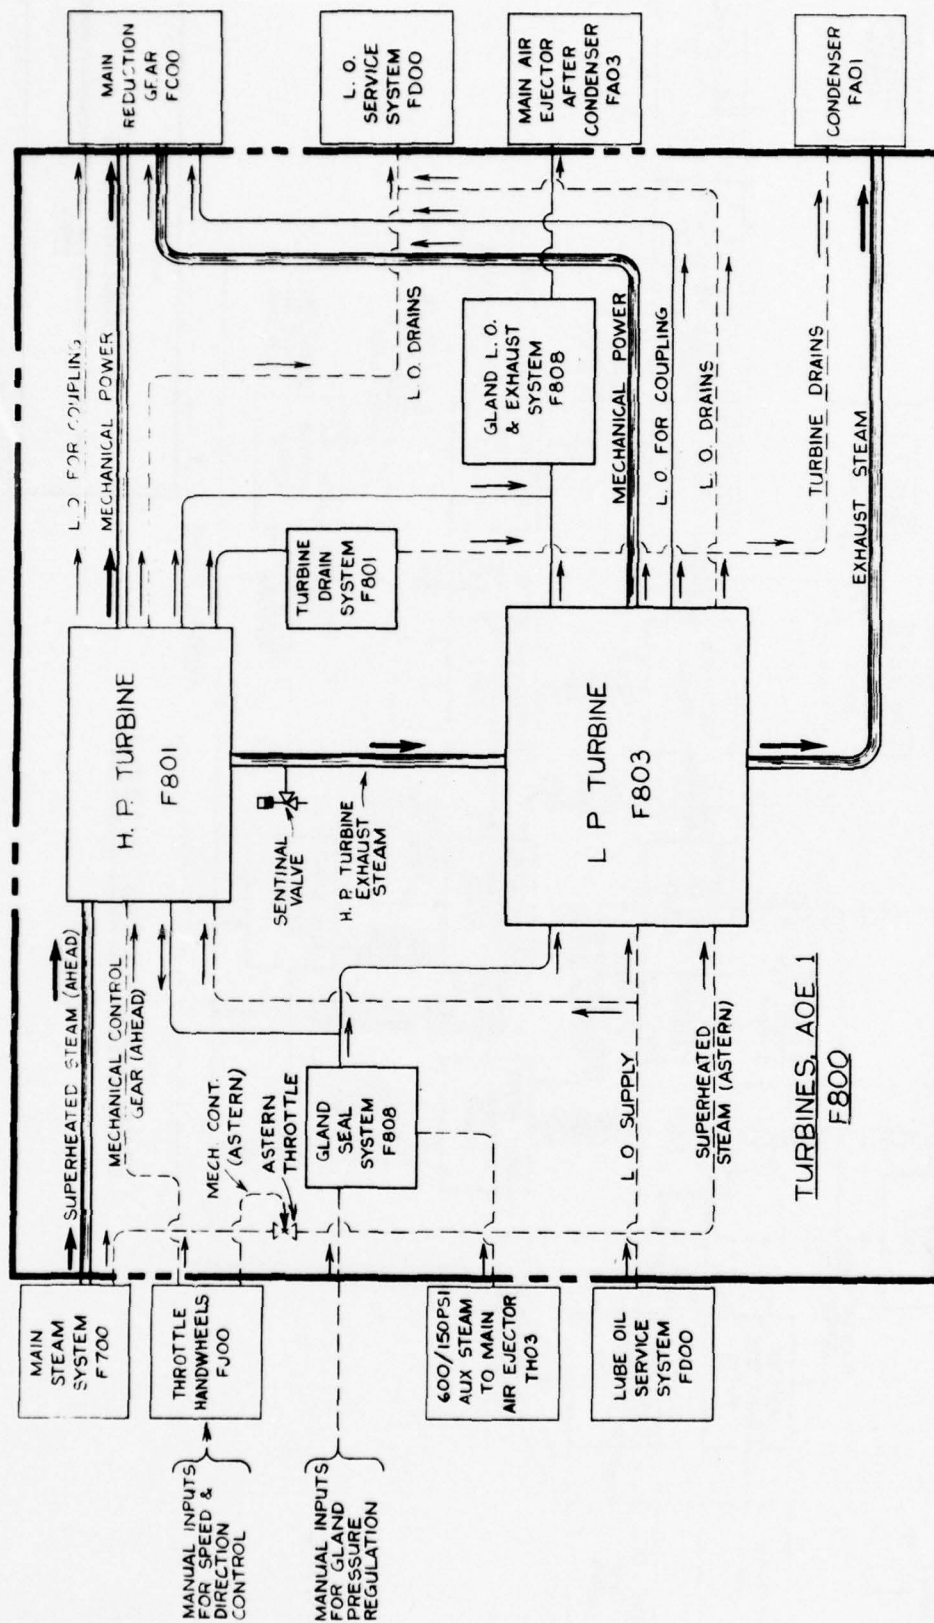 MAIN
STEAM
SYSTEM
F700
THROTTLE
HANDWHEELS
FJ00
600/150PSI
AUX STEAM
TO MAIN
AIR EJECTOR
TH03
LUBE OIL
SERVICE
SYSTEM
FD00
MANUAL INPUTS
FOR SPEED &
DIRECTION
CONTROL
MANUAL INPUTS
FOR GLAND
PRESSURE
REGULATION
SUPERHEATED STEAM (AHEAD)
MECHANICAL CONTROL
GEAR (AHEAD)
MECH. CONT.
(ASTERN)
ASTERN
THROTTLE
GLAND
SEAL
SYSTEM
F808
L O SUPPLY
SUPERHEATED
STEAM (ASTERN)
H. P. TURBINE
F801
SENTINAL
VALVE
H. P. TURBINE
EXHAUST
STEAM
L P TURBINE
F803
TURBINE
DRAIN
SYSTEM
F801
L.O FOR COUPLING
MECHANICAL POWER
L.O. DRAINS
GLAND L.O.
& EXHAUST
SYSTEM
F808
MECHANICAL POWER
L.O FOR COUPLING
L. O. DRAINS
TURBINE DRAINS
EXHAUST STEAM
MAIN
REDUCTION
GEAR
FC00
L. O.
SERVICE
SYSTEM
FD00
MAIN AIR
EJECTOR
AFTER
CONDENSER
FA03
CONDENSER
FA01
TURBINES, AOE 1
F800